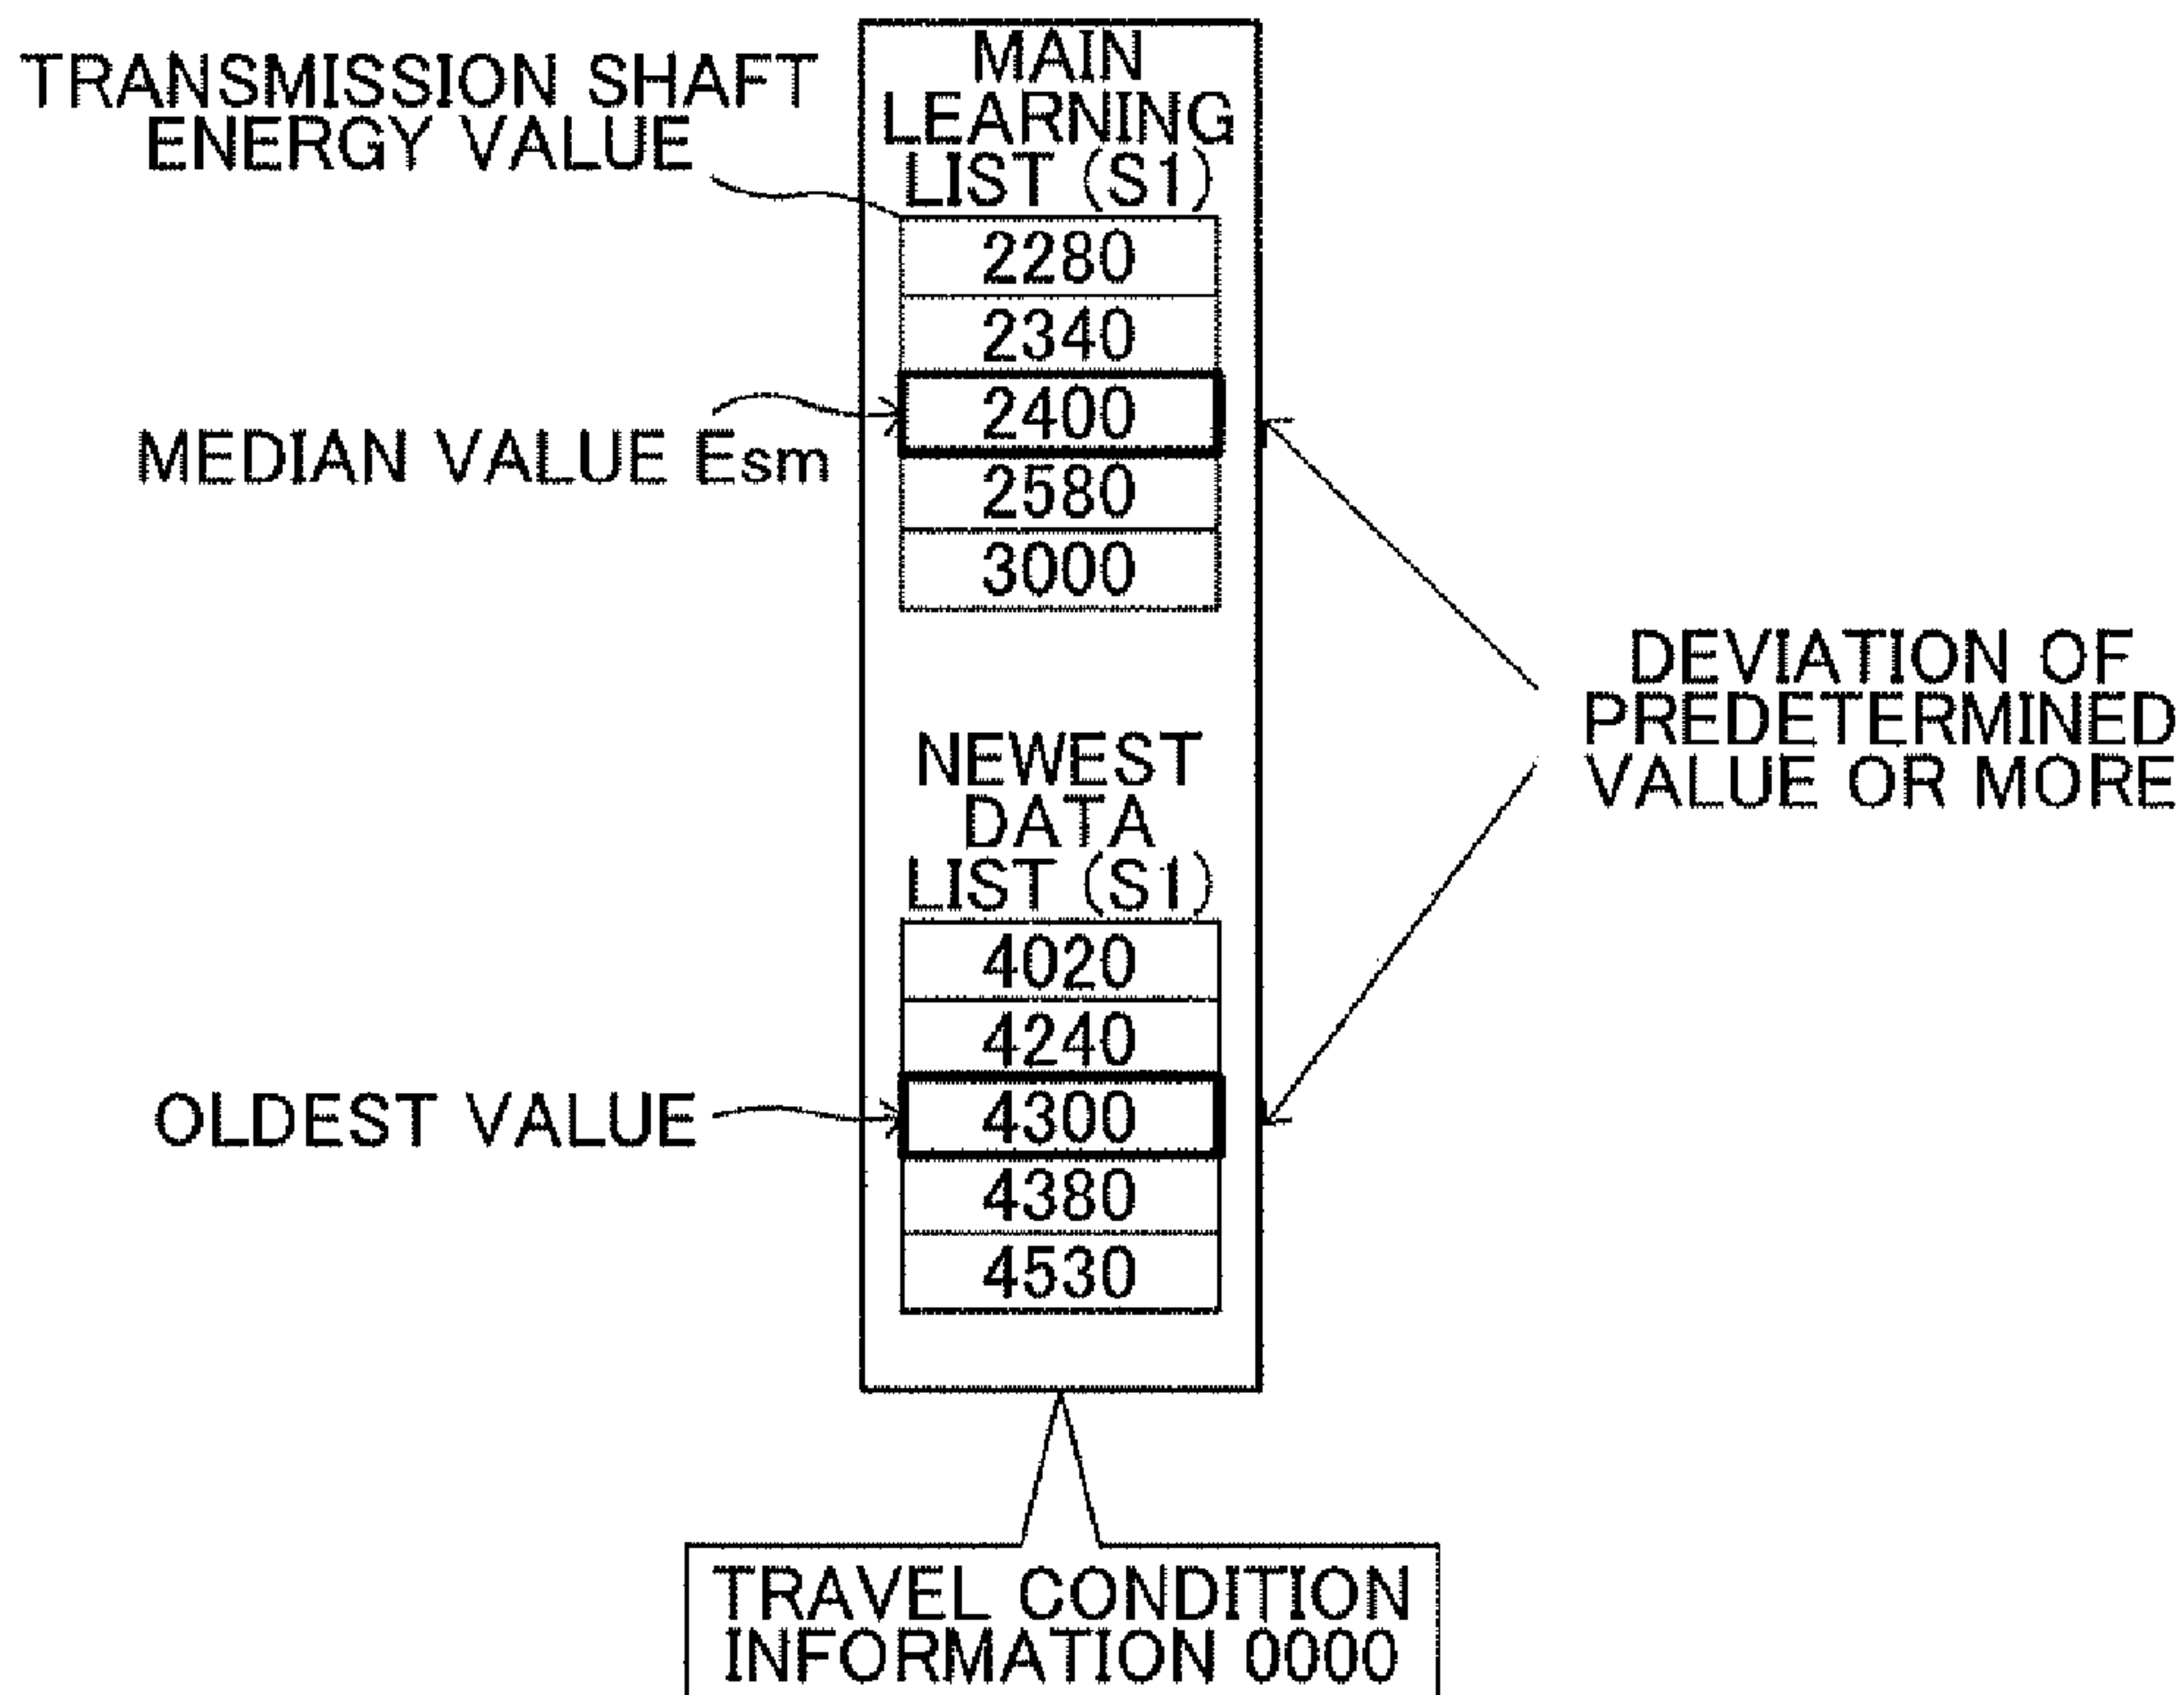 TRANSMISSION SHAFT
ENERGY VALUE
MAIN
LEARNING
LIST (S1)
2280
2340
2400
2580
3000
MEDIAN VALUE Esm
DEVIATION OF
PREDETERMINED
VALUE OR MORE
NEWEST
DATA
LIST (S1)
4020
4240
4300
4380
4530
OLDEST VALUE
TRAVEL CONDITION
INFORMATION 0000